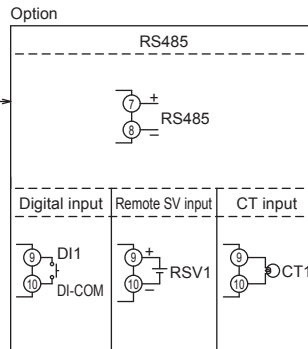 Option
RS485
7 +
RS485
8 −
Digital input Remote SV input CT input
9 DI1
10 DI-COM
9 +
RSV1
10 −
9
CT1
10